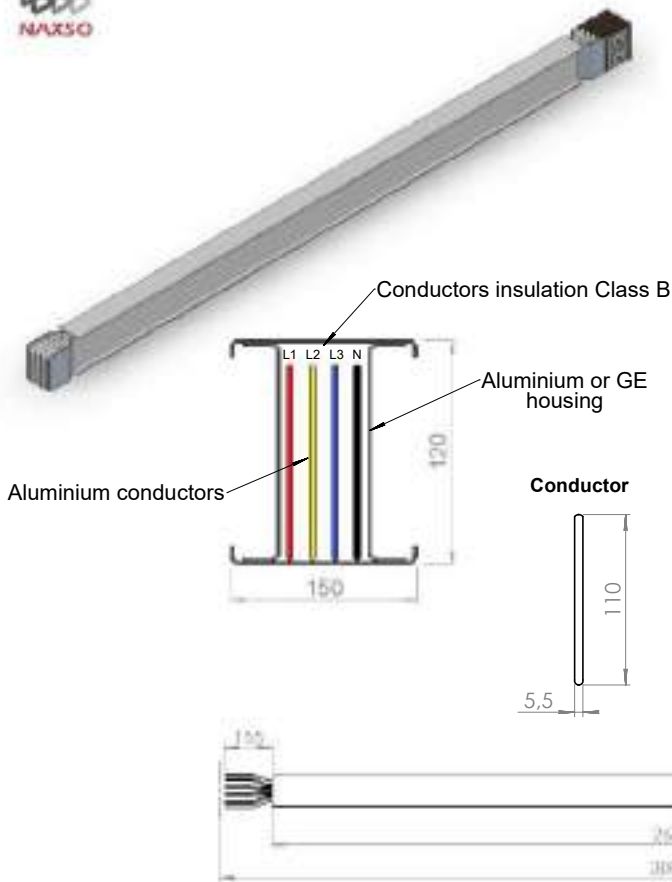 NAXSO
Conductors insulation Class B
L1 L2 L3 N
Aluminium or GE
housing
120
Aluminium conductors
Conductor
150
110
5,5